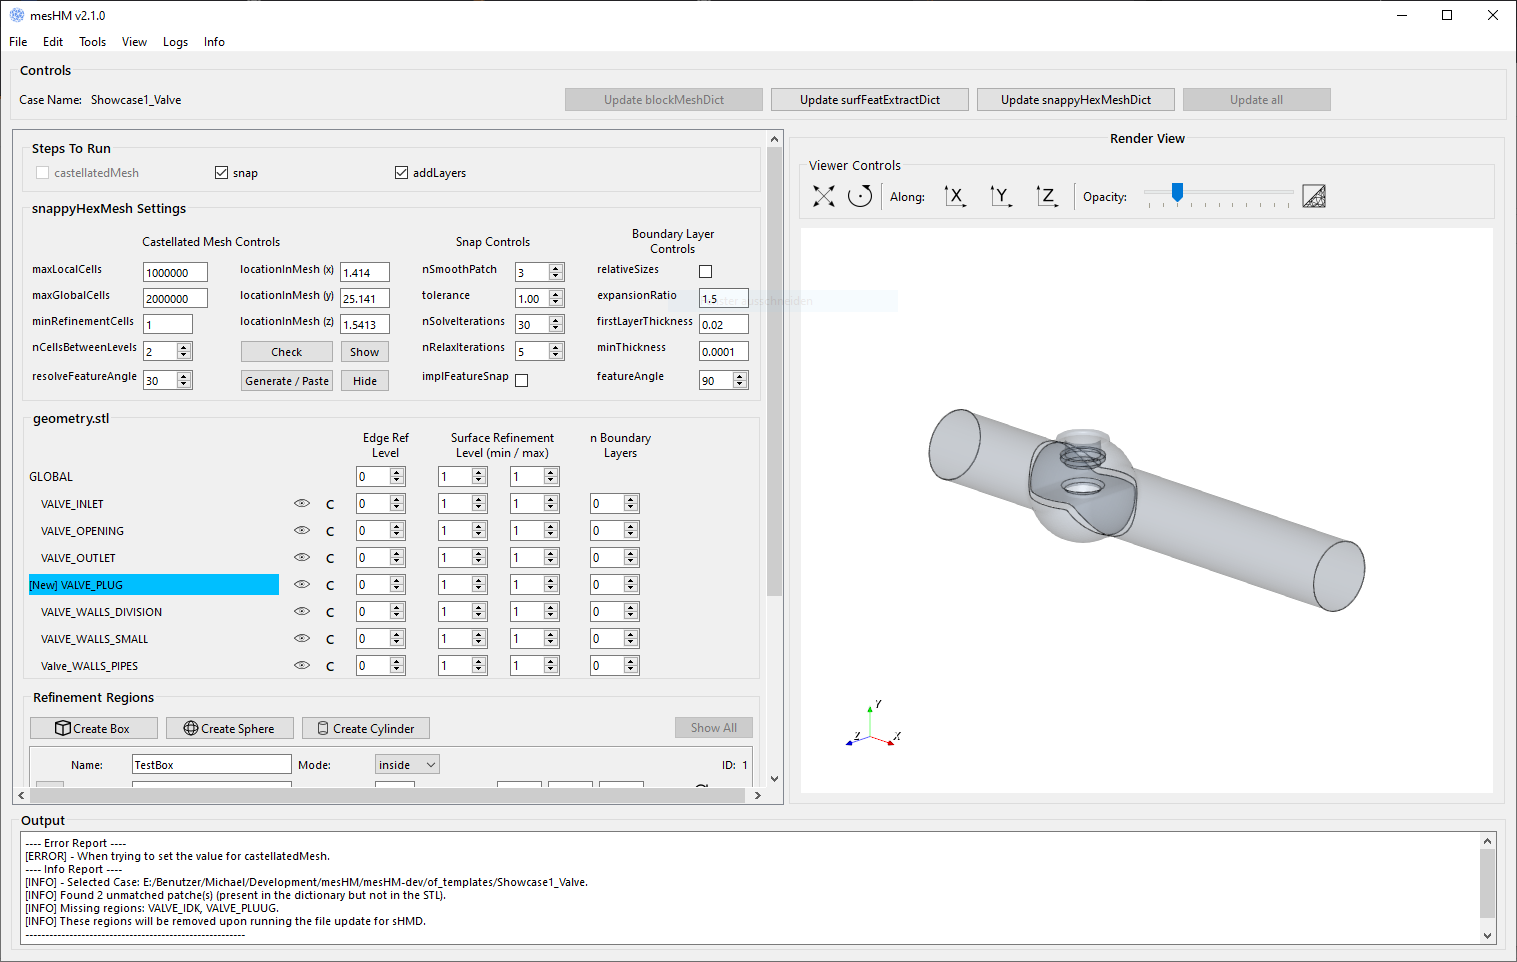 mesHM v2.1.0
File Edit Tools View Logs Info
Controls
Case Name: Showcase1_Valve
Update blockMeshDict Update surfFeatExtractDict Update snappyHexMeshDict Update all
Steps To Run
castellatedMesh snap addLayers
snappyHexMesh Settings
Castellated Mesh Controls Snap Controls Boundary Layer
Controls
maxLocalCells 1000000 locationInMesh (x) 1.414 nSmoothPatch 3 relativeSizes
maxGlobalCells 2000000 locationInMesh (y) 25.141 tolerance 1.00 expansionRatio 1.5
minRefinementCells 1 locationInMesh (z) 1.5413 nSolveIterations 30 firstLayerThickness 0.02
nCellsBetweenLevels 2 Check Show nRelaxIterations 5 minThickness 0.0001
resolveFeatureAngle 30 Generate / Paste Hide implFeatureSnap featureAngle 90
geometry.stl
Edge Ref Surface Refinement n Boundary
Level Level (min / max) Layers
GLOBAL 0 1 1
VALVE_INLET C 0 1 1 0
VALVE_OPENING C 0 1 1 0
VALVE_OUTLET C 0 1 1 0
[New] VALVE_PLUG C 0 1 1 0
VALVE_WALLS_DIVISION C 0 1 1 0
VALVE_WALLS_SMALL C 0 1 1 0
Valve_WALLS_PIPES C 0 1 1 0
Refinement Regions
Create Box Create Sphere Create Cylinder Show All
Name: TestBox Mode: inside ID: 1
Render View
Viewer Controls
Along: X Y Z Opacity:
Y
Z X
Output
---- Error Report ----
[ERROR] - When trying to set the value for castellatedMesh.
---- Info Report ----
[INFO] - Selected Case: E:/Benutzer/Michael/Development/mesHM/mesHM-dev/of_templates/Showcase1_Valve.
[INFO] Found 2 unmatched patche(s) (present in the dictionary but not in the STL).
[INFO] Missing regions: VALVE_IDK, VALVE_PLUUG.
[INFO] These regions will be removed upon running the file update for sHMD.
-------------------------------------------------------